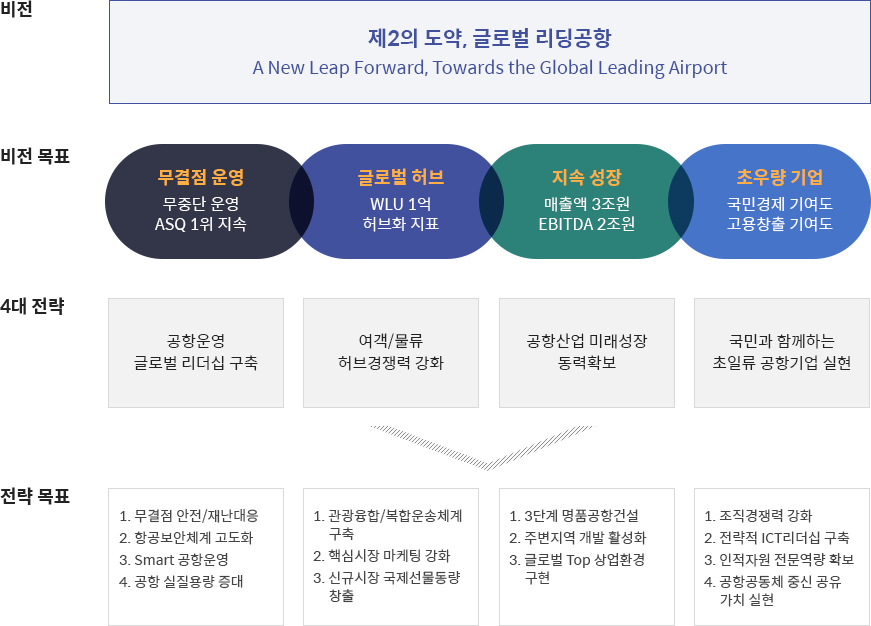 비전
제2의 도약, 글로벌 리딩공항
A New Leap Forward, Towards the Global Leading Airport
비전 목표
무결점 운영
무중단 운영
ASQ 1위 지속
글로벌 허브
WLU 1억
허브화 지표
지속 성장
매출액 3조원
EBITDA 2조원
초우량 기업
국민경제 기여도
고용창출 기여도
4대 전략
공항운영
글로벌 리더십 구축
여객/물류
허브경쟁력 강화
공항산업 미래성장
동력확보
국민과 함께하는
초일류 공항기업 실현
전략 목표
1. 무결점 안전/재난대응
2. 항공보안체계 고도화
3. Smart 공항운영
4. 공항 실질용량 증대
1. 관광융합/복합운송체계
구축
2. 핵심시장 마케팅 강화
3. 신규시장 국제선물동량
창출
1. 3단계 명품공항건설
2. 주변지역 개발 활성화
3. 글로벌 Top 상업환경
구현
1. 조직경쟁력 강화
2. 전략적 ICT리더십 구축
3. 인적자원 전문역량 확보
4. 공항공동체 중신 공유
가치 실현